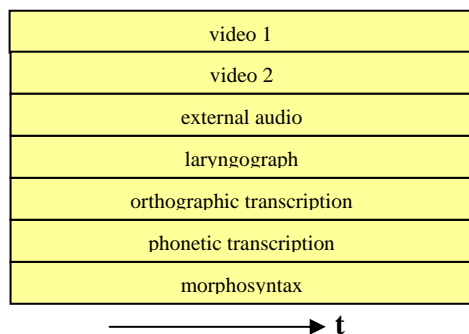 video 1
video 2
external audio
laryngograph
orthographic transcription
phonetic transcription
morphosyntax
t